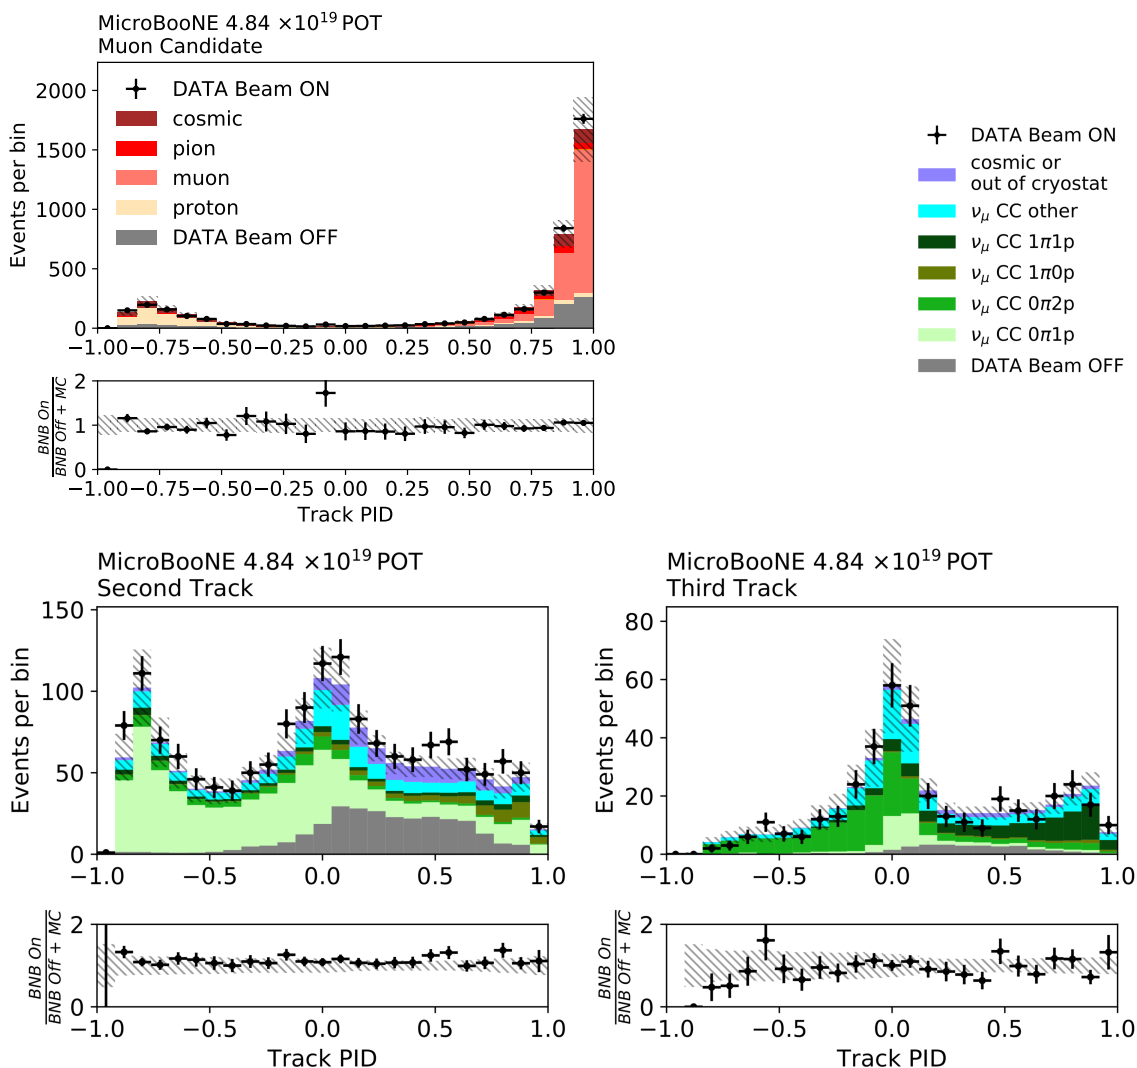 MicroBooNE 4.84 ×10¹⁹ POT
Muon Candidate
Events per bin
2000
1500
1000
500
0
DATA Beam ON
cosmic
pion
muon
proton
DATA Beam OFF
−1.00 −0.75 −0.50 −0.25 0.00 0.25 0.50 0.75 1.00
BNB On
BNB Off + MC
2
1
0
−1.00 −0.75 −0.50 −0.25 0.00 0.25 0.50 0.75 1.00
Track PID
DATA Beam ON
cosmic or
out of cryostat
νμ CC other
νμ CC 1π1p
νμ CC 1π0p
νμ CC 0π2p
νμ CC 0π1p
DATA Beam OFF
MicroBooNE 4.84 ×10¹⁹ POT
Second Track
Events per bin
150
100
50
0
−1.0 −0.5 0.0 0.5 1.0
BNB On
BNB Off + MC
2
0
−1.0 −0.5 0.0 0.5 1.0
Track PID
MicroBooNE 4.84 ×10¹⁹ POT
Third Track
Events per bin
80
60
40
20
0
−1.0 −0.5 0.0 0.5 1.0
BNB On
BNB Off + MC
2
0
−1.0 −0.5 0.0 0.5 1.0
Track PID